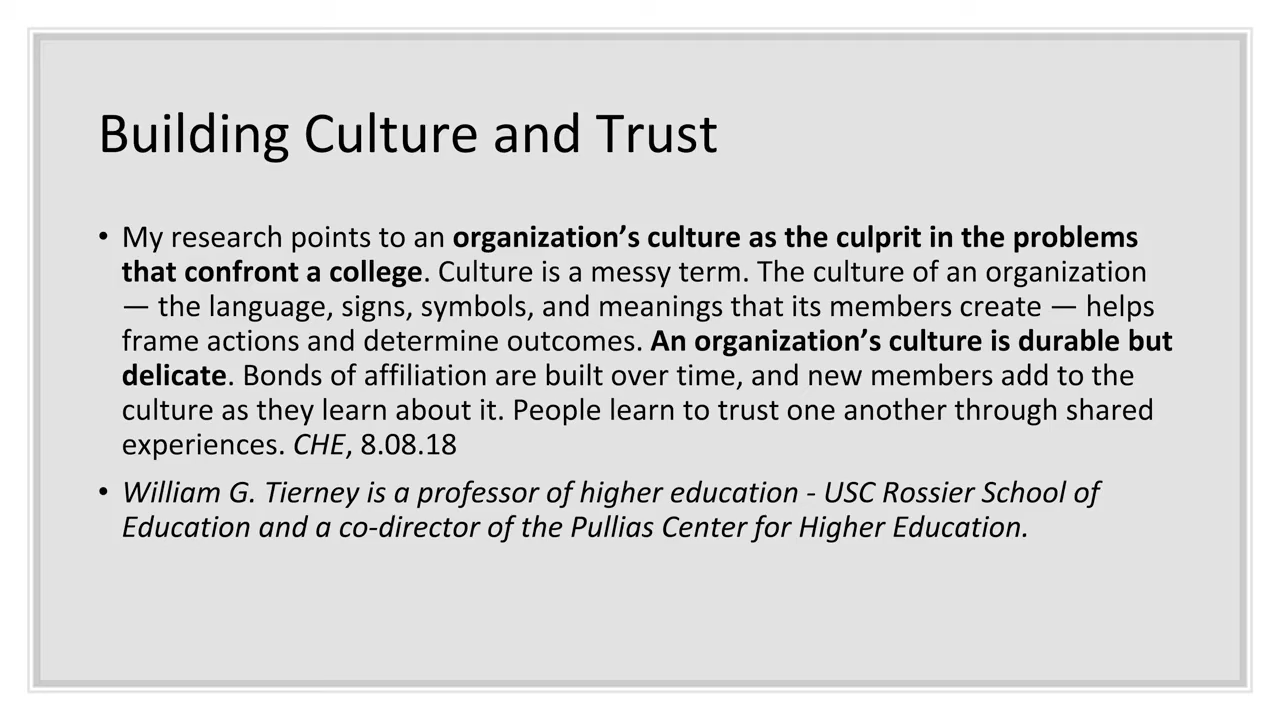 Building Culture and Trust
• My research points to an organization’s culture as the culprit in the problems
that confront a college. Culture is a messy term. The culture of an organization
— the language, signs, symbols, and meanings that its members create — helps
frame actions and determine outcomes. An organization’s culture is durable but
delicate. Bonds of affiliation are built over time, and new members add to the
culture as they learn about it. People learn to trust one another through shared
experiences. CHE, 8.08.18
• William G. Tierney is a professor of higher education - USC Rossier School of
Education and a co-director of the Pullias Center for Higher Education.